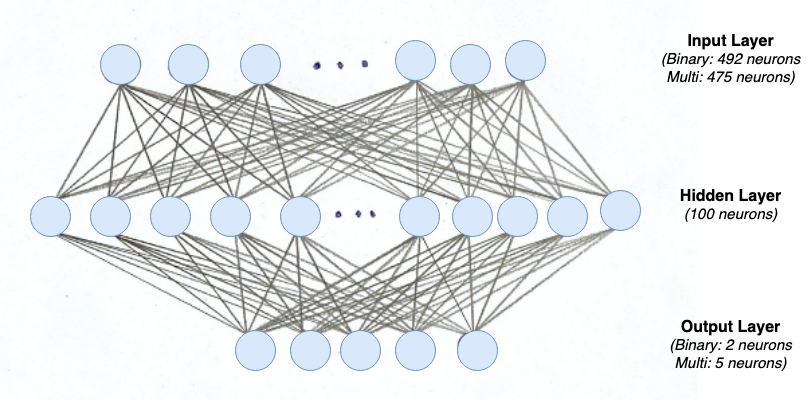 Input Layer
(Binary: 492 neurons
Multi: 475 neurons)
Hidden Layer
(100 neurons)
Output Layer
(Binary: 2 neurons
Multi: 5 neurons)